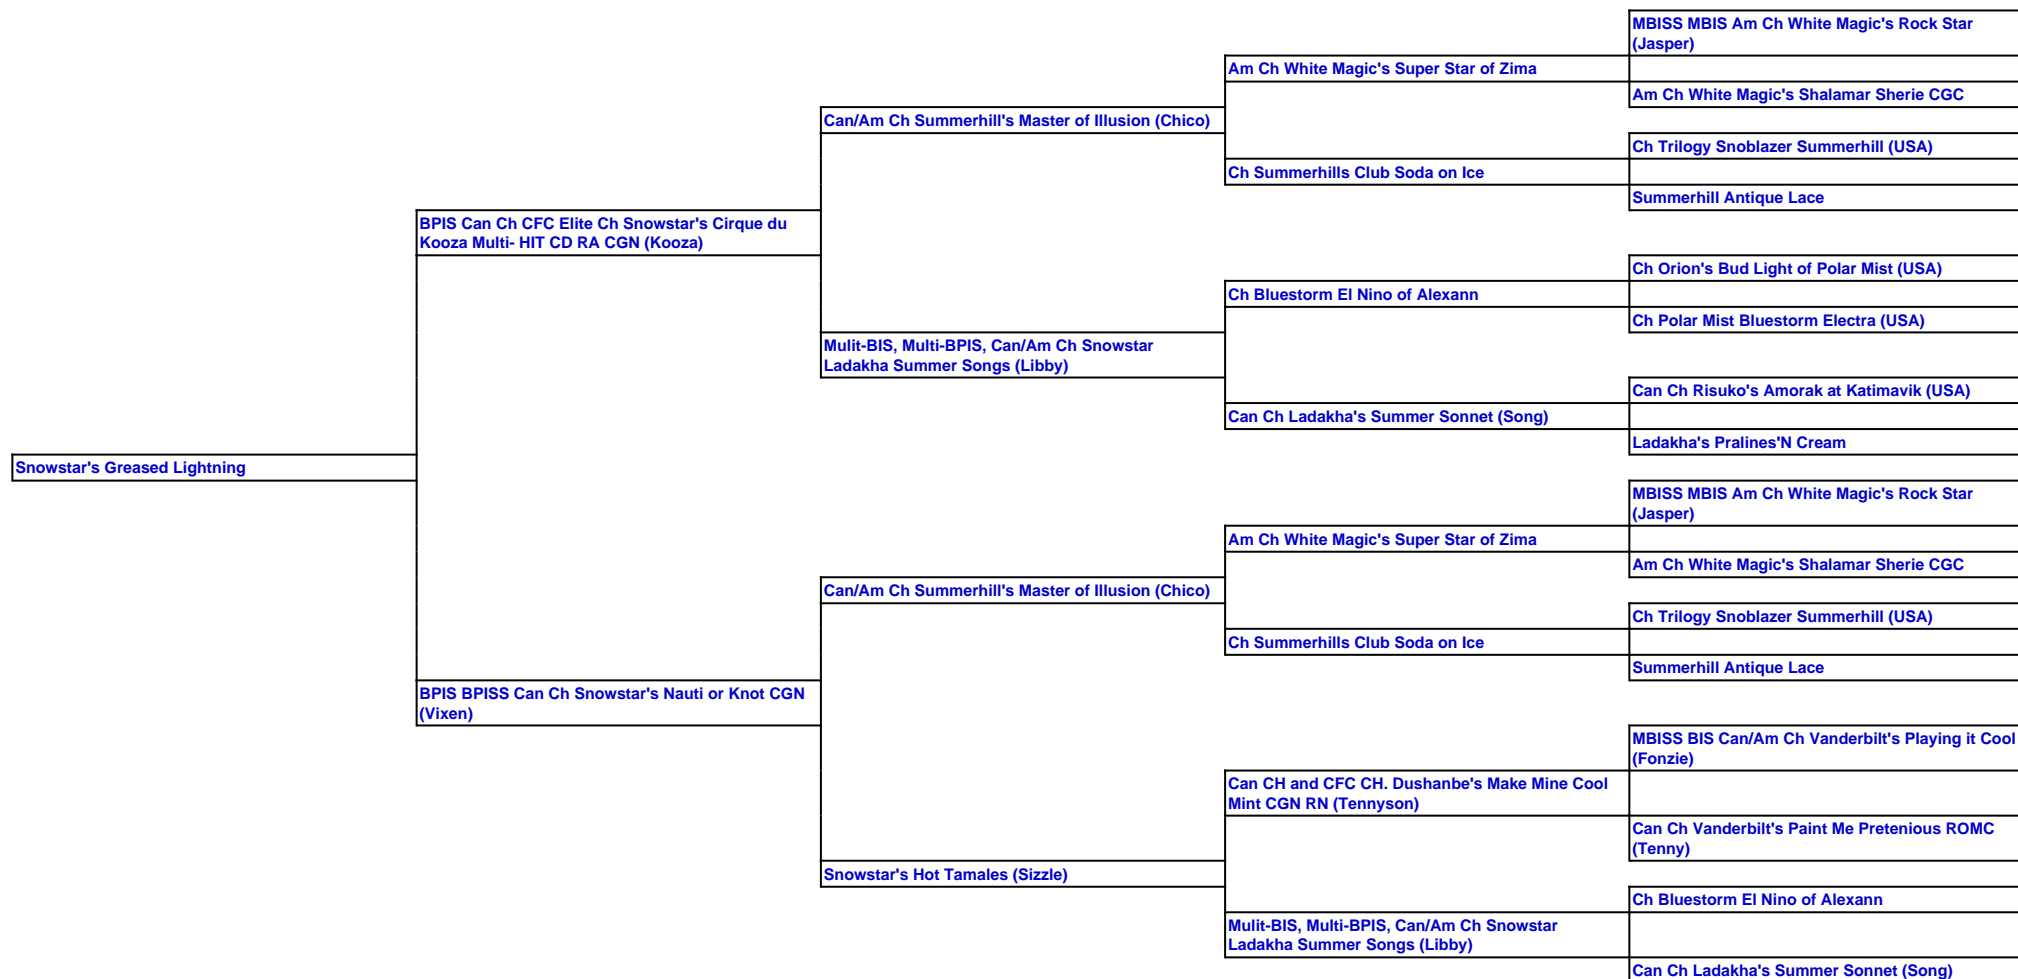 MBISS MBIS Am Ch White Magic's Rock Star
(Jasper)
Am Ch White Magic's Super Star of Zima
Am Ch White Magic's Shalamar Sherie CGC
Can/Am Ch Summerhill's Master of Illusion (Chico)
Ch Trilogy Snoblazer Summerhill (USA)
Ch Summerhills Club Soda on Ice
Summerhill Antique Lace
BPIS Can Ch CFC Elite Ch Snowstar's Cirque du
Kooza Multi- HIT CD RA CGN (Kooza)
Ch Orion's Bud Light of Polar Mist (USA)
Ch Bluestorm El Nino of Alexann
Ch Polar Mist Bluestorm Electra (USA)
Mulit-BIS, Multi-BPIS, Can/Am Ch Snowstar
Ladakha Summer Songs (Libby)
Can Ch Risuko's Amorak at Katimavik (USA)
Can Ch Ladakha's Summer Sonnet (Song)
Ladakha's Pralines'N Cream
Snowstar's Greased Lightning
MBISS MBIS Am Ch White Magic's Rock Star
(Jasper)
Am Ch White Magic's Super Star of Zima
Am Ch White Magic's Shalamar Sherie CGC
Can/Am Ch Summerhill's Master of Illusion (Chico)
Ch Trilogy Snoblazer Summerhill (USA)
Ch Summerhills Club Soda on Ice
Summerhill Antique Lace
BPIS BPISS Can Ch Snowstar's Nauti or Knot CGN
(Vixen)
MBISS BIS Can/Am Ch Vanderbilt's Playing it Cool
(Fonzie)
Can CH and CFC CH. Dushanbe's Make Mine Cool
Mint CGN RN (Tennyson)
Can Ch Vanderbilt's Paint Me Pretenious ROMC
(Tenny)
Snowstar's Hot Tamales (Sizzle)
Ch Bluestorm El Nino of Alexann
Mulit-BIS, Multi-BPIS, Can/Am Ch Snowstar
Ladakha Summer Songs (Libby)
Can Ch Ladakha's Summer Sonnet (Song)